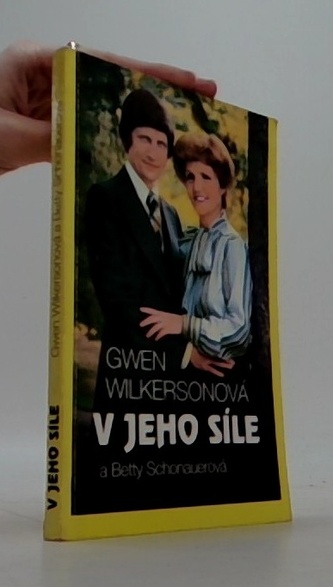 GWEN
WILKERSONOVÁ
V JEHO SÍLE
a Betty Schonauerová
V JEHO SÍLE
Gwen Wilkersonová a Betty Schonauerová